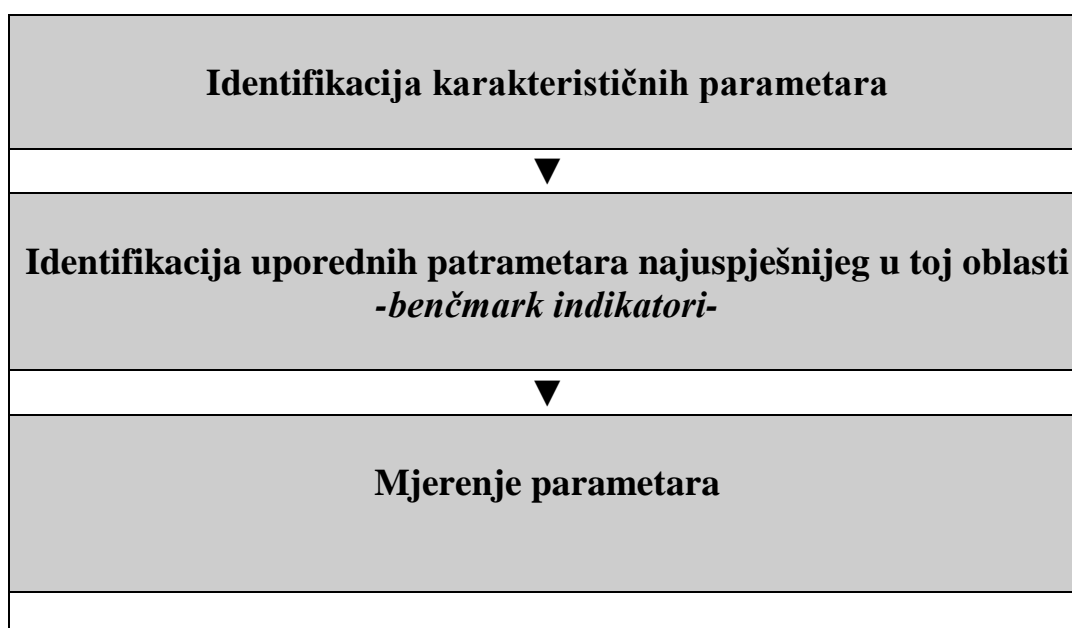 Identifikacija karakterističnih parametara
▼
Identifikacija uporednih patrametara najuspješnijeg u toj oblasti
-benčmark indikatori-
▼
Mjerenje parametara